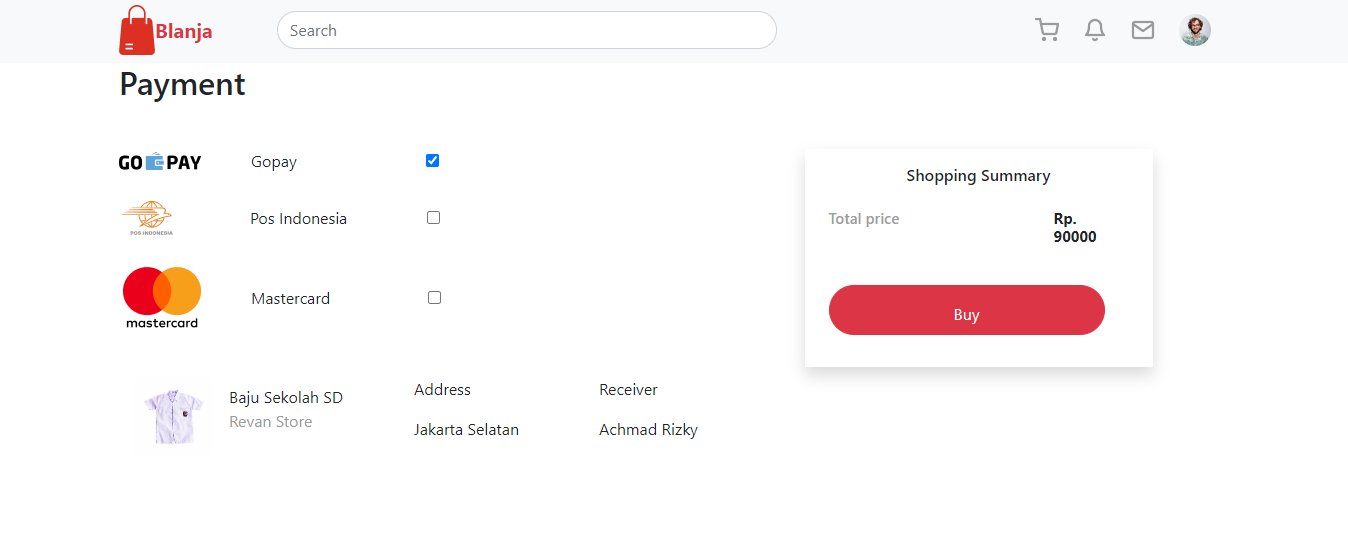 Blanja
Search
Payment
GO PAY
Gopay
POS INDONESIA
Pos Indonesia
mastercard
Mastercard
Shopping Summary
Total price
Rp.
90000
Buy
Baju Sekolah SD
Revan Store
Address
Jakarta Selatan
Receiver
Achmad Rizky